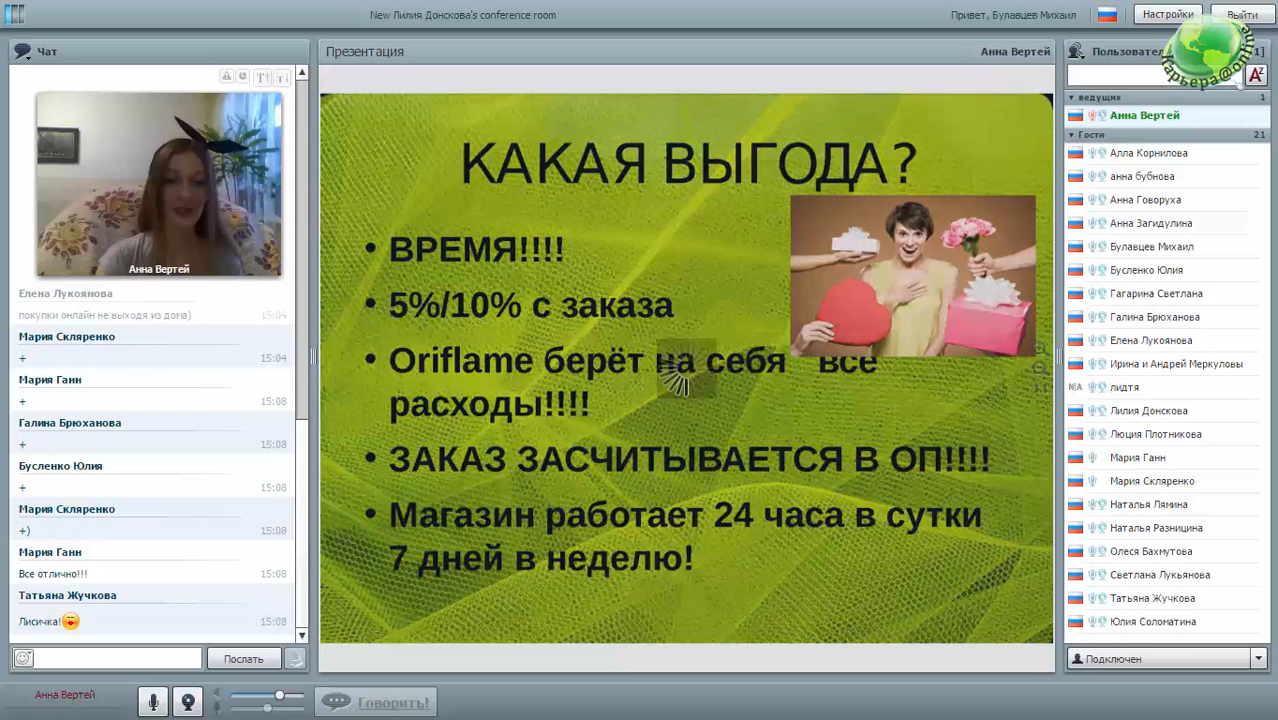 New Лилия Донскова's conference room
Привет, Булавцев Михаил
Настройки
Выйти
Карьера@online
Чат
Анна Вертей
Елена Лукоянова
покупки онлайн не выходя из дома)
15:04
Мария Скляренко
+
15:04
Мария Ганн
+
15:08
Галина Брюханова
+
15:08
Бусленко Юлия
+
15:08
Мария Скляренко
+)
15:08
Мария Ганн
Все отлично!!!
15:08
Татьяна Жучкова
Лисичка!
15:08
Послать
Анна Вертей
Говорить!
Презентация
Анна Вертей
КАКАЯ ВЫГОДА?
• ВРЕМЯ!!!!
• 5%/10% с заказа
• Oriflame берёт на себя все
расходы!!!!
• ЗАКАЗ ЗАСЧИТЫВАЕТСЯ В ОП!!!!
• Магазин работает 24 часа в сутки
7 дней в неделю!
ведущих
1
Анна Вертей
Гости
21
Алла Корнилова
анна бубнова
Анна Говоруха
Анна Загидулина
Булавцев Михаил
Бусленко Юлия
Гагарина Светлана
Галина Брюханова
Елена Лукоянова
Ирина и Андрей Меркуловы
N/A
лидтя
Лилия Донскова
Люция Плотникова
Мария Ганн
Мария Скляренко
Наталья Лямина
Наталья Разницина
Олеся Бахмутова
Светлана Лукьянова
Татьяна Жучкова
Юлия Соломатина
Подключен